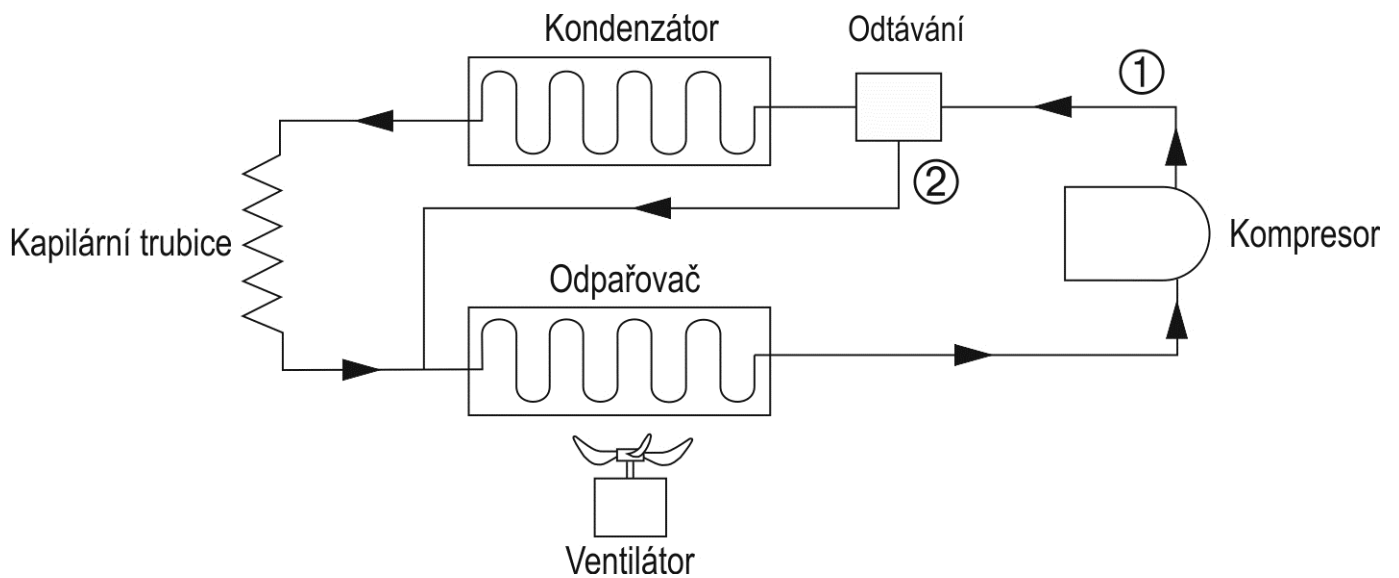 Kondenzátor
Odtávání
①
②
Kapilární trubice
Kompresor
Odpařovač
Ventilátor